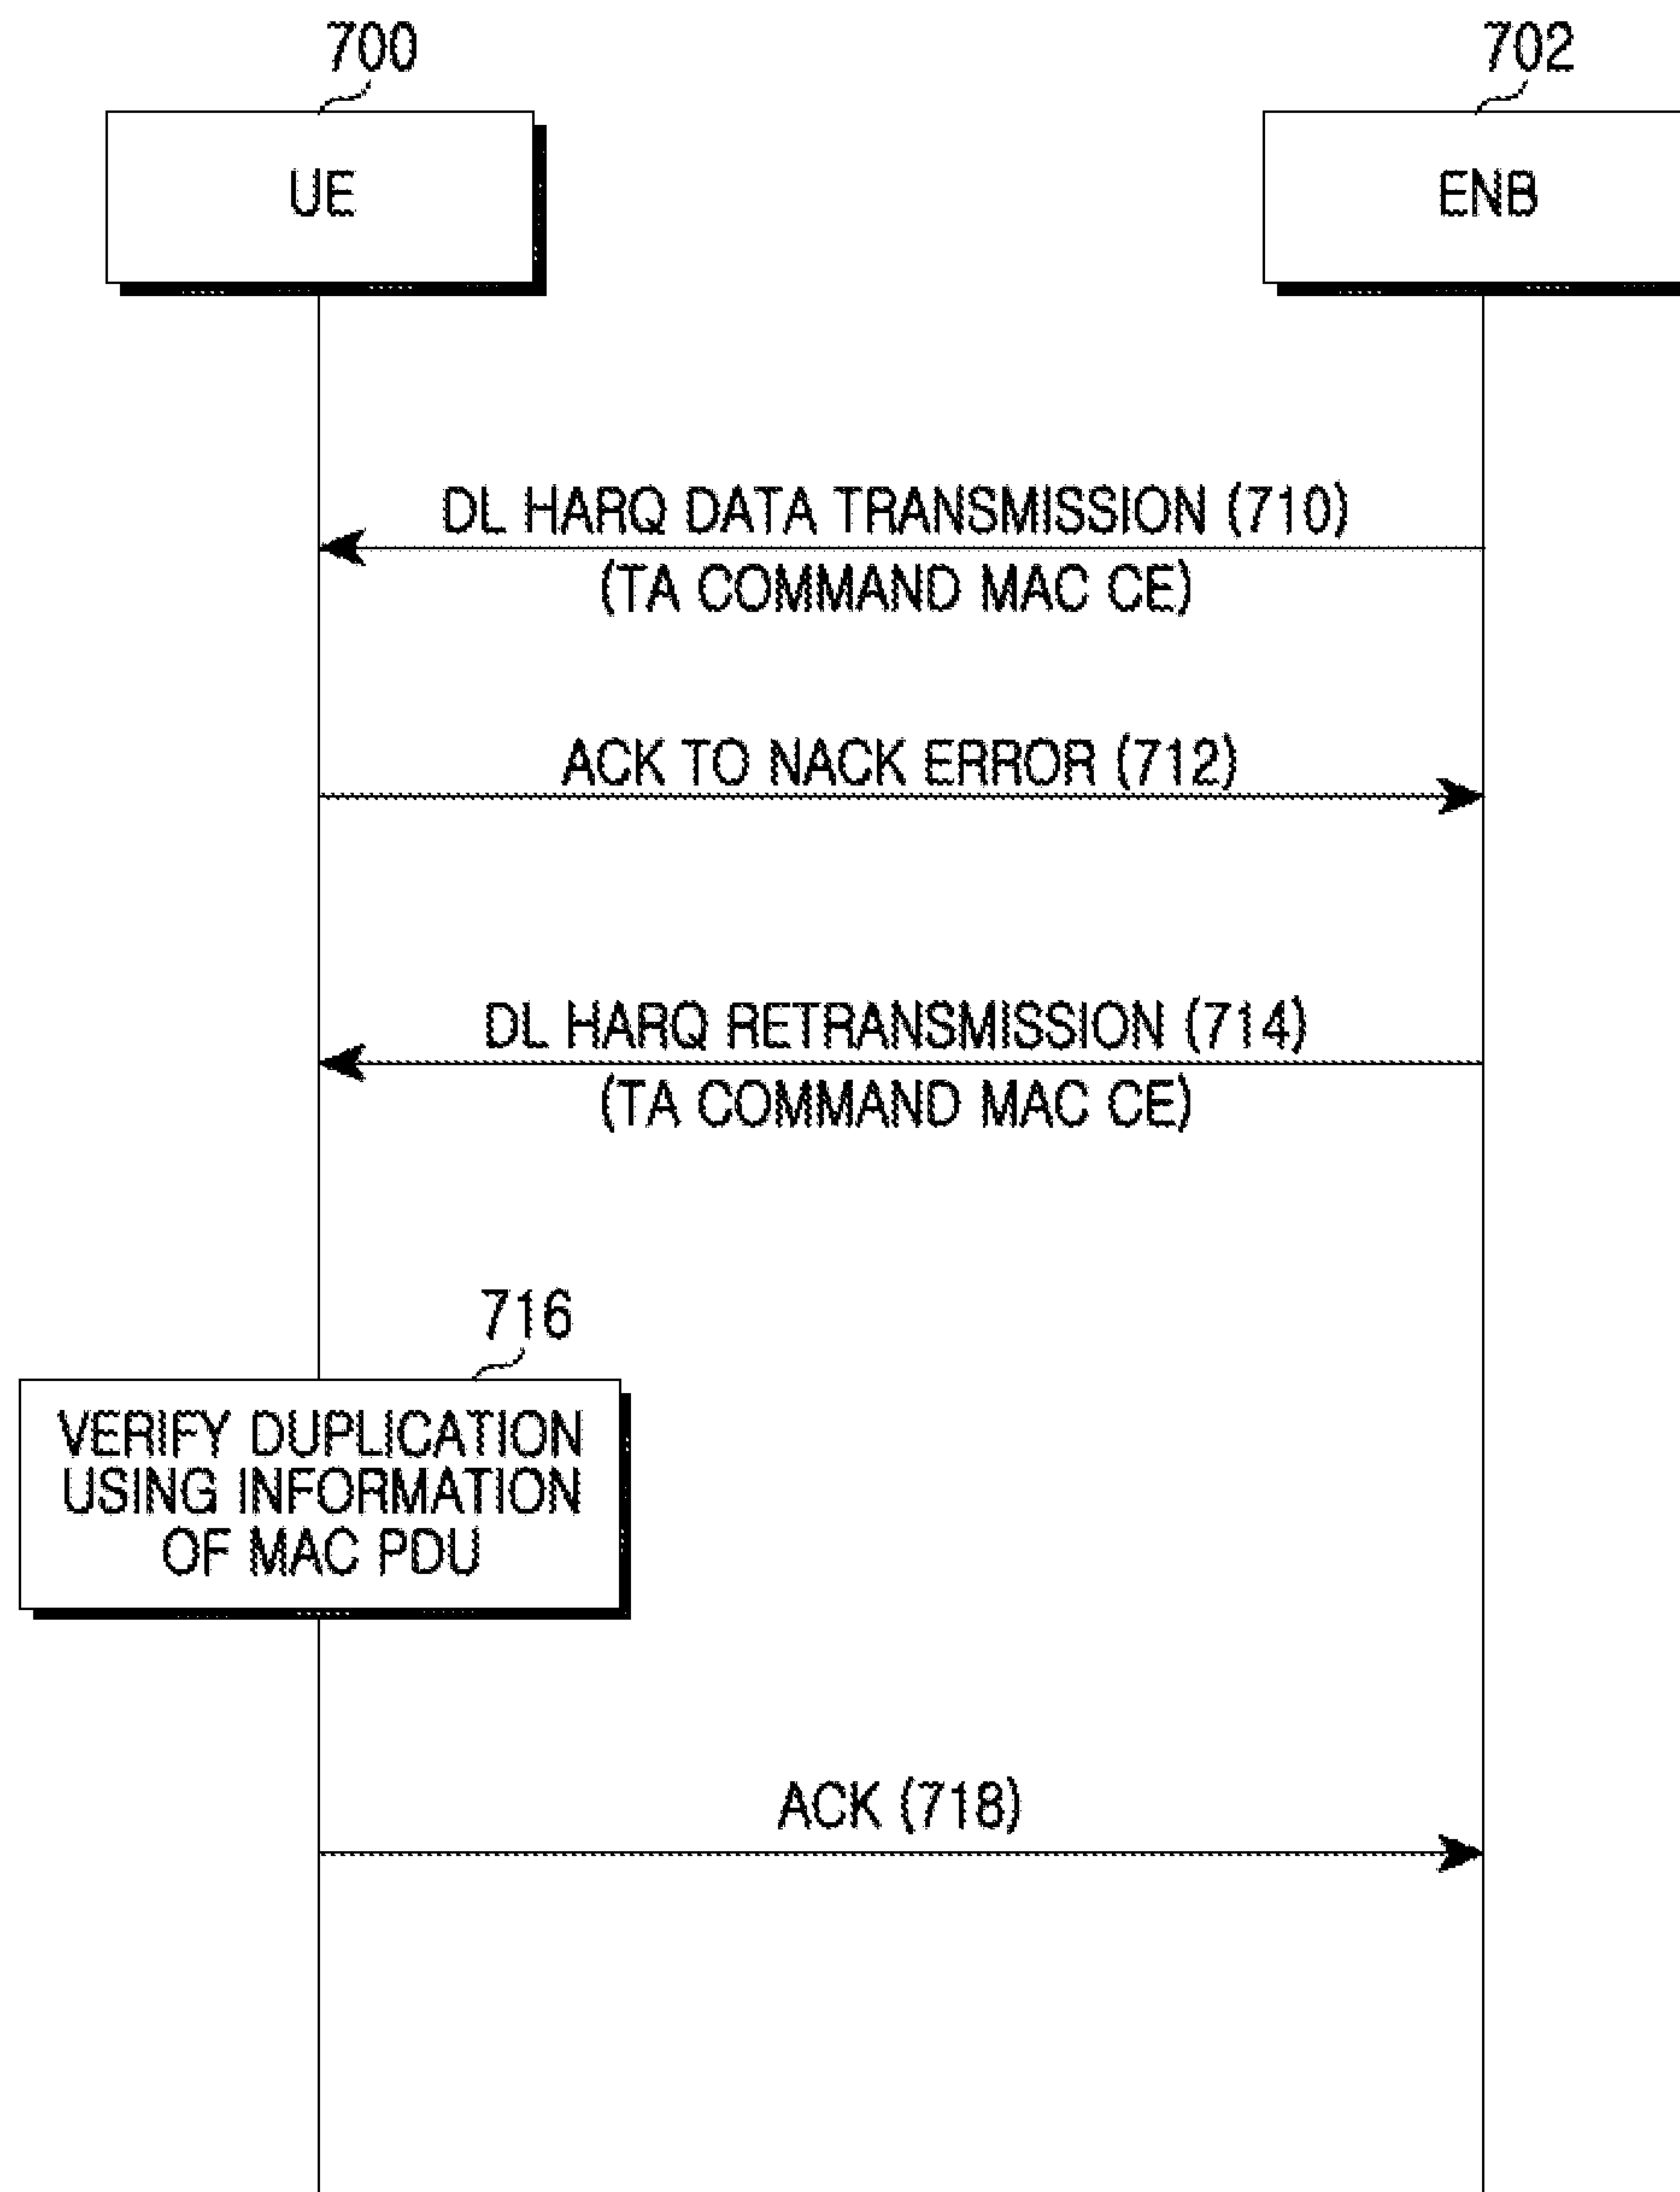 700
702
UE
ENB
DL HARQ DATA TRANSMISSION (710)
(TA COMMAND MAC CE)
ACK TO NACK ERROR (712)
DL HARQ RETRANSMISSION (714)
(TA COMMAND MAC CE)
716
VERIFY DUPLICATION
USING INFORMATION
OF MAC PDU
ACK (718)